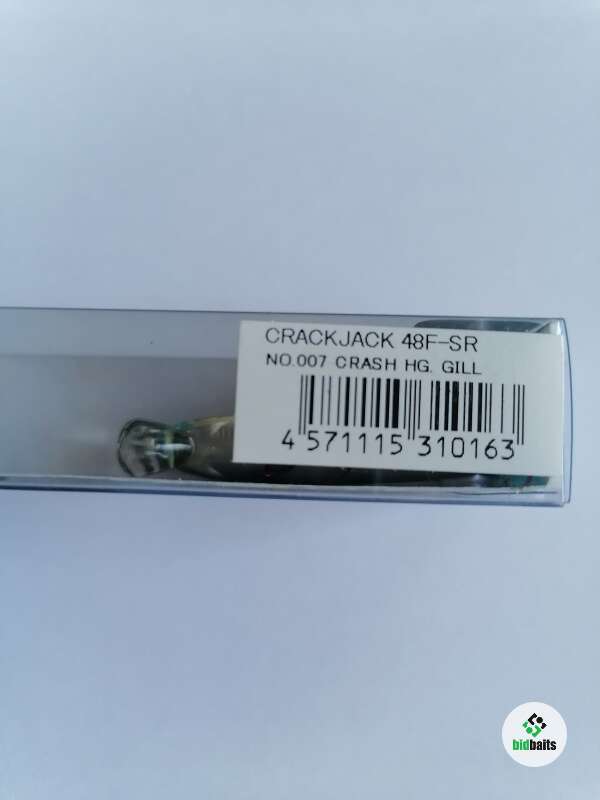 CRACKJACK 48F-SR
NO.007 CRASH HG. GILL
4 571115 310163
bidbaits